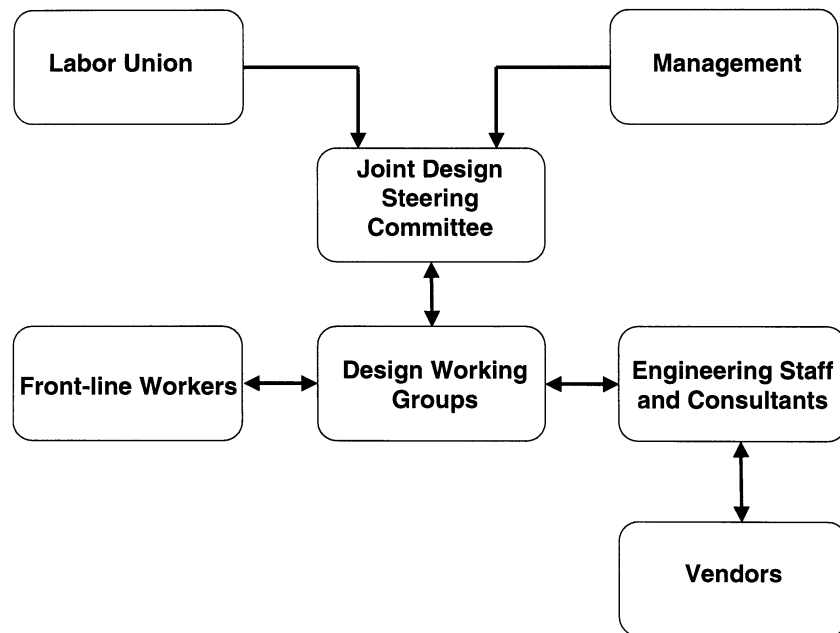 Labor Union
Management
Joint Design
Steering
Committee
Front-line Workers
Design Working
Groups
Engineering Staff
and Consultants
Vendors